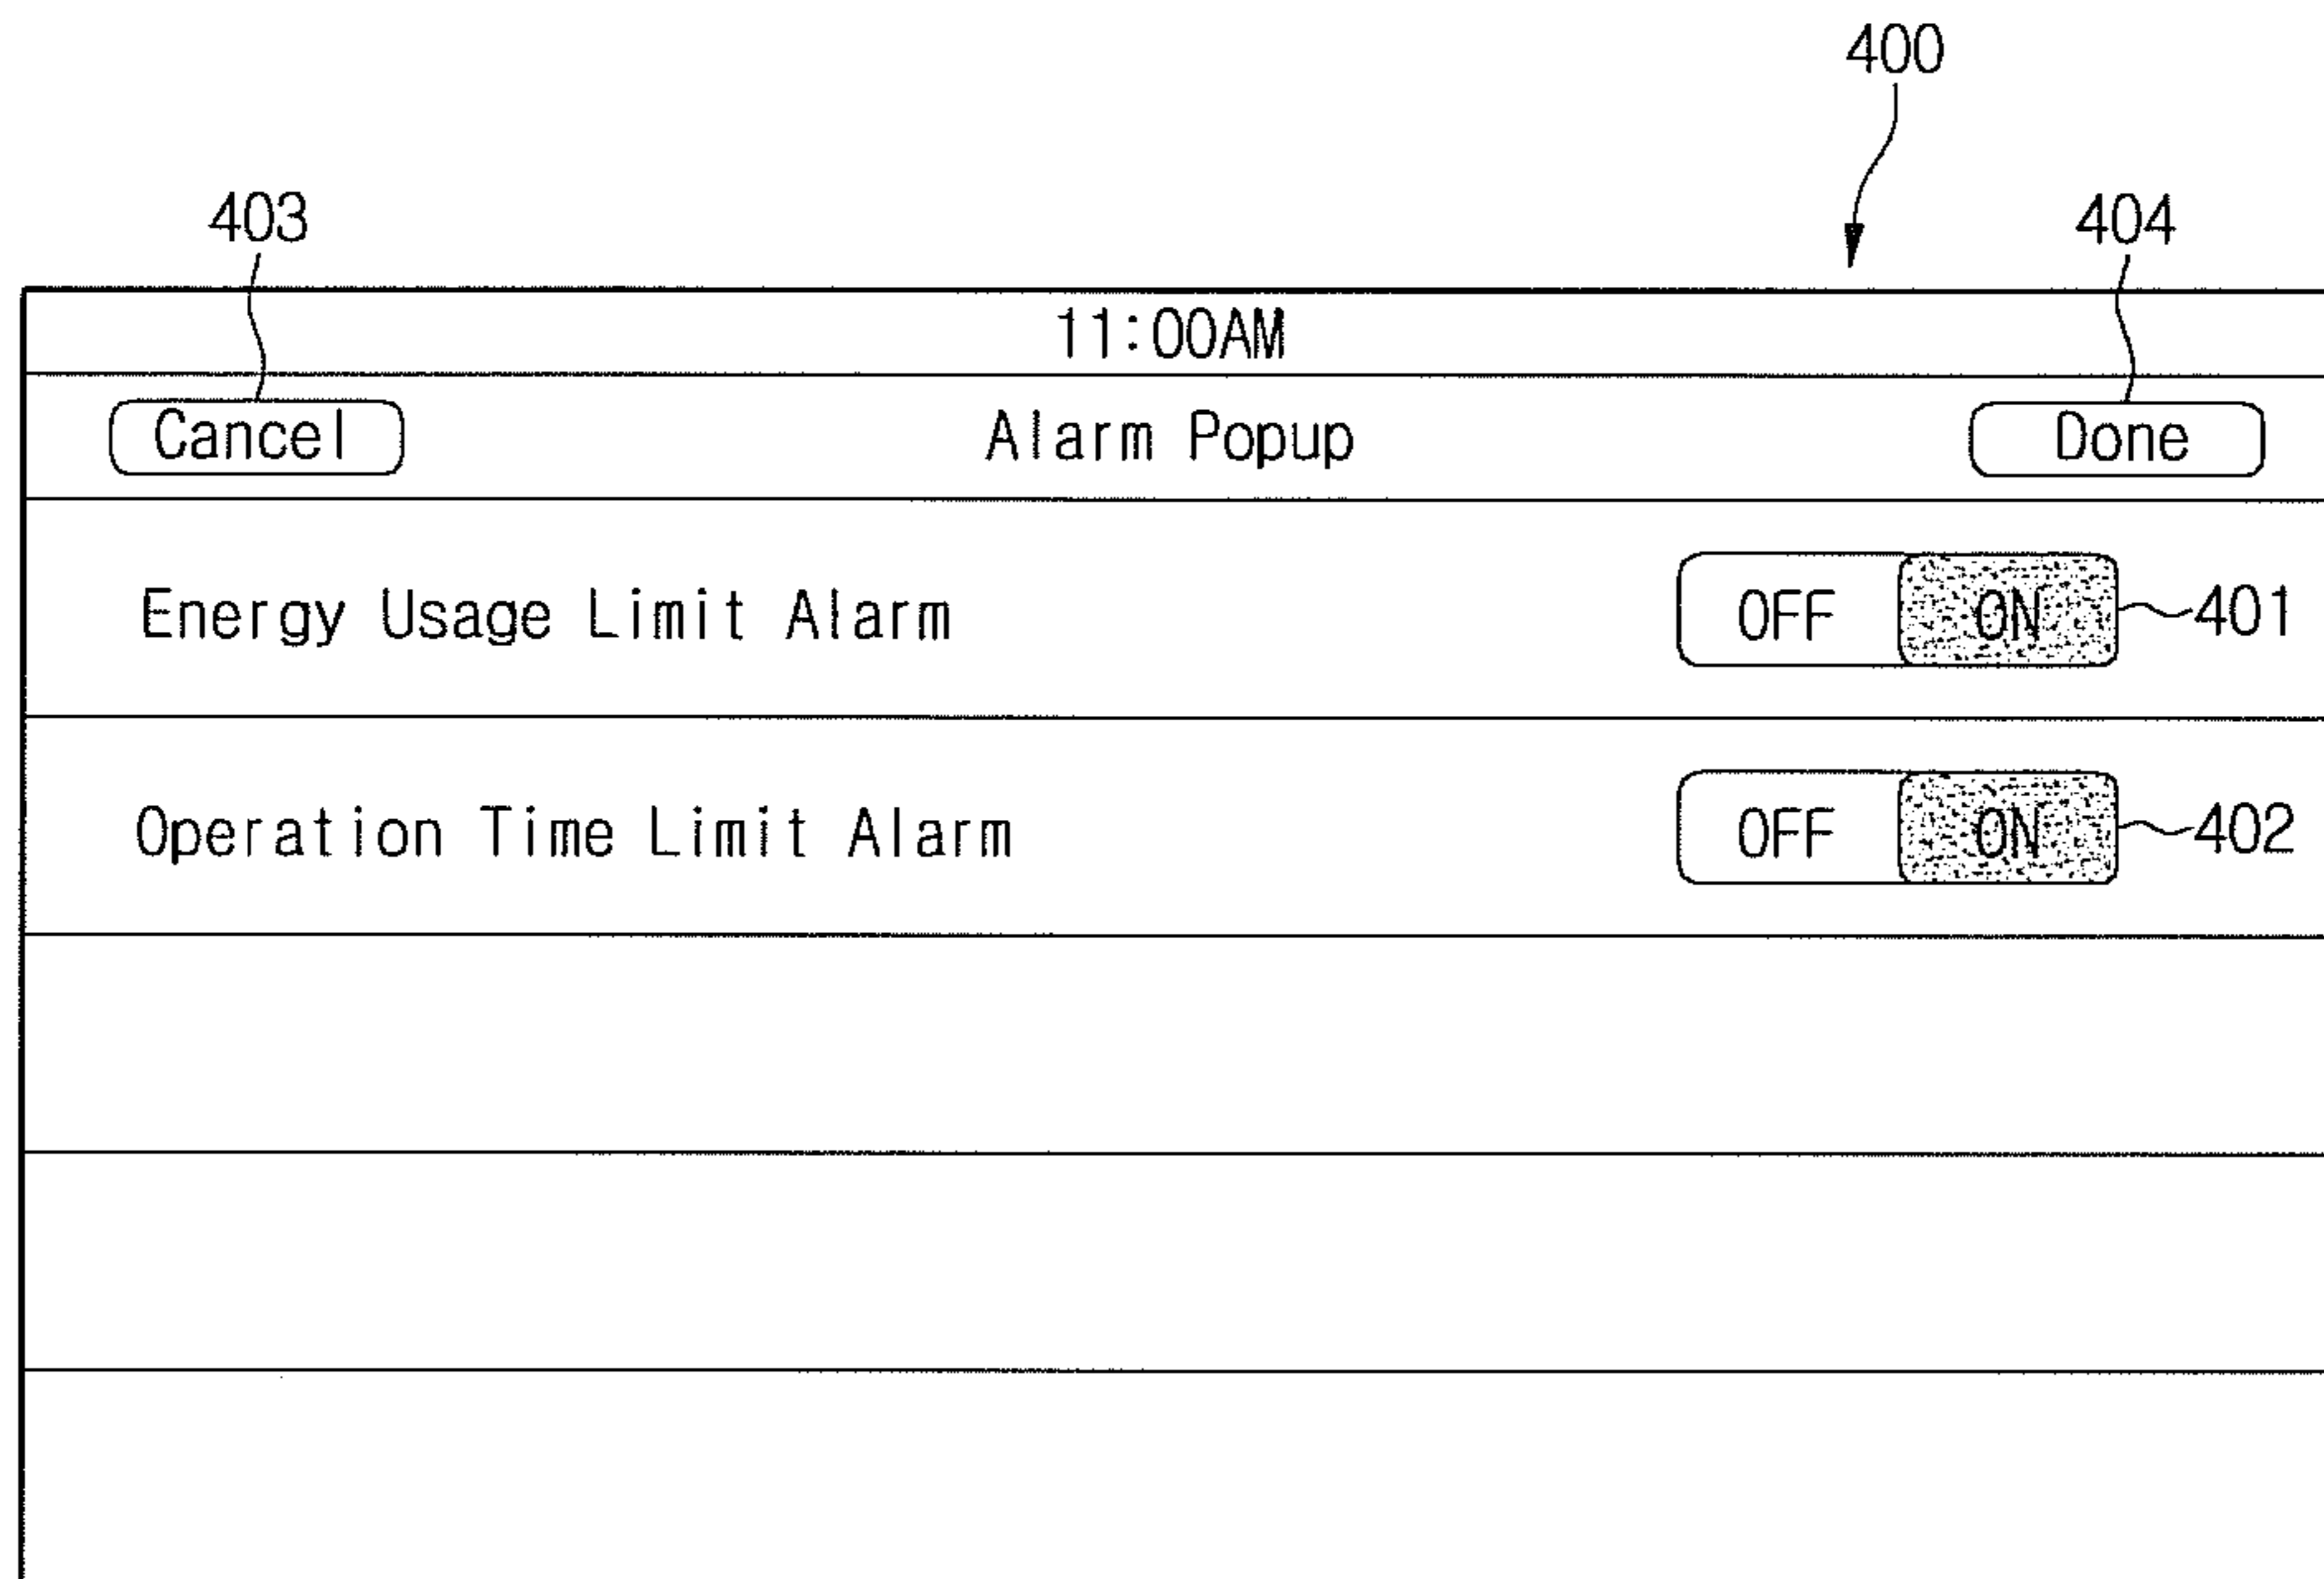 400
403
404
11:00AM
Cancel Alarm Popup Done
Energy Usage Limit Alarm OFF ON 401
Operation Time Limit Alarm OFF ON 402